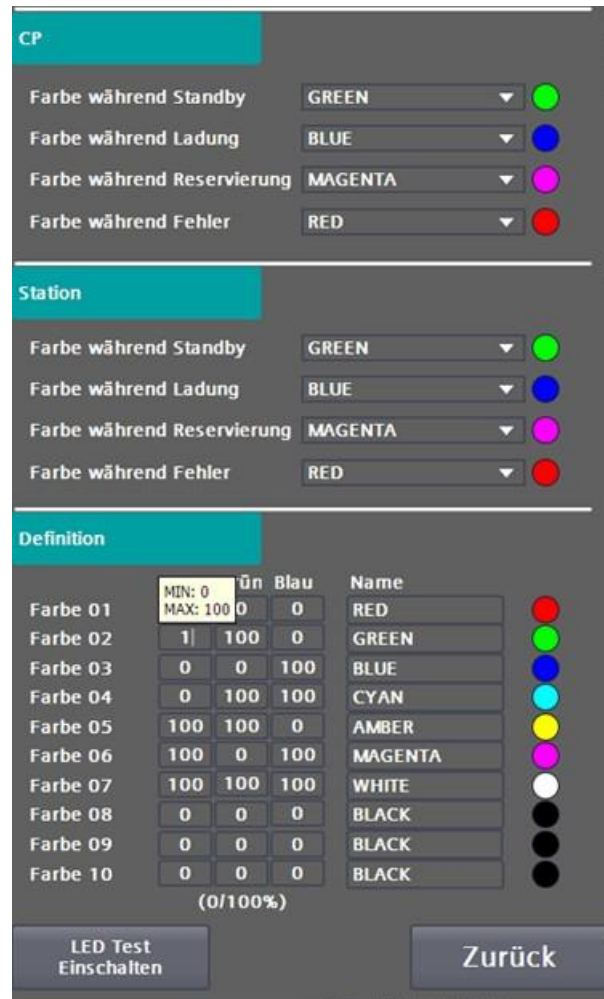 CP
Farbe während Standby GREEN
Farbe während Ladung BLUE
Farbe während Reservierung MAGENTA
Farbe während Fehler RED
Station
Farbe während Standby GREEN
Farbe während Ladung BLUE
Farbe während Reservierung MAGENTA
Farbe während Fehler RED
Definition
MIN: 0 ün Blau Name
Farbe 01 MAX: 100 0 0 RED
Farbe 02 1 100 0 GREEN
Farbe 03 0 0 100 BLUE
Farbe 04 0 100 100 CYAN
Farbe 05 100 100 0 AMBER
Farbe 06 100 0 100 MAGENTA
Farbe 07 100 100 100 WHITE
Farbe 08 0 0 0 BLACK
Farbe 09 0 0 0 BLACK
Farbe 10 0 0 0 BLACK
(0/100%)
LED Test
Einschalten
Zurück